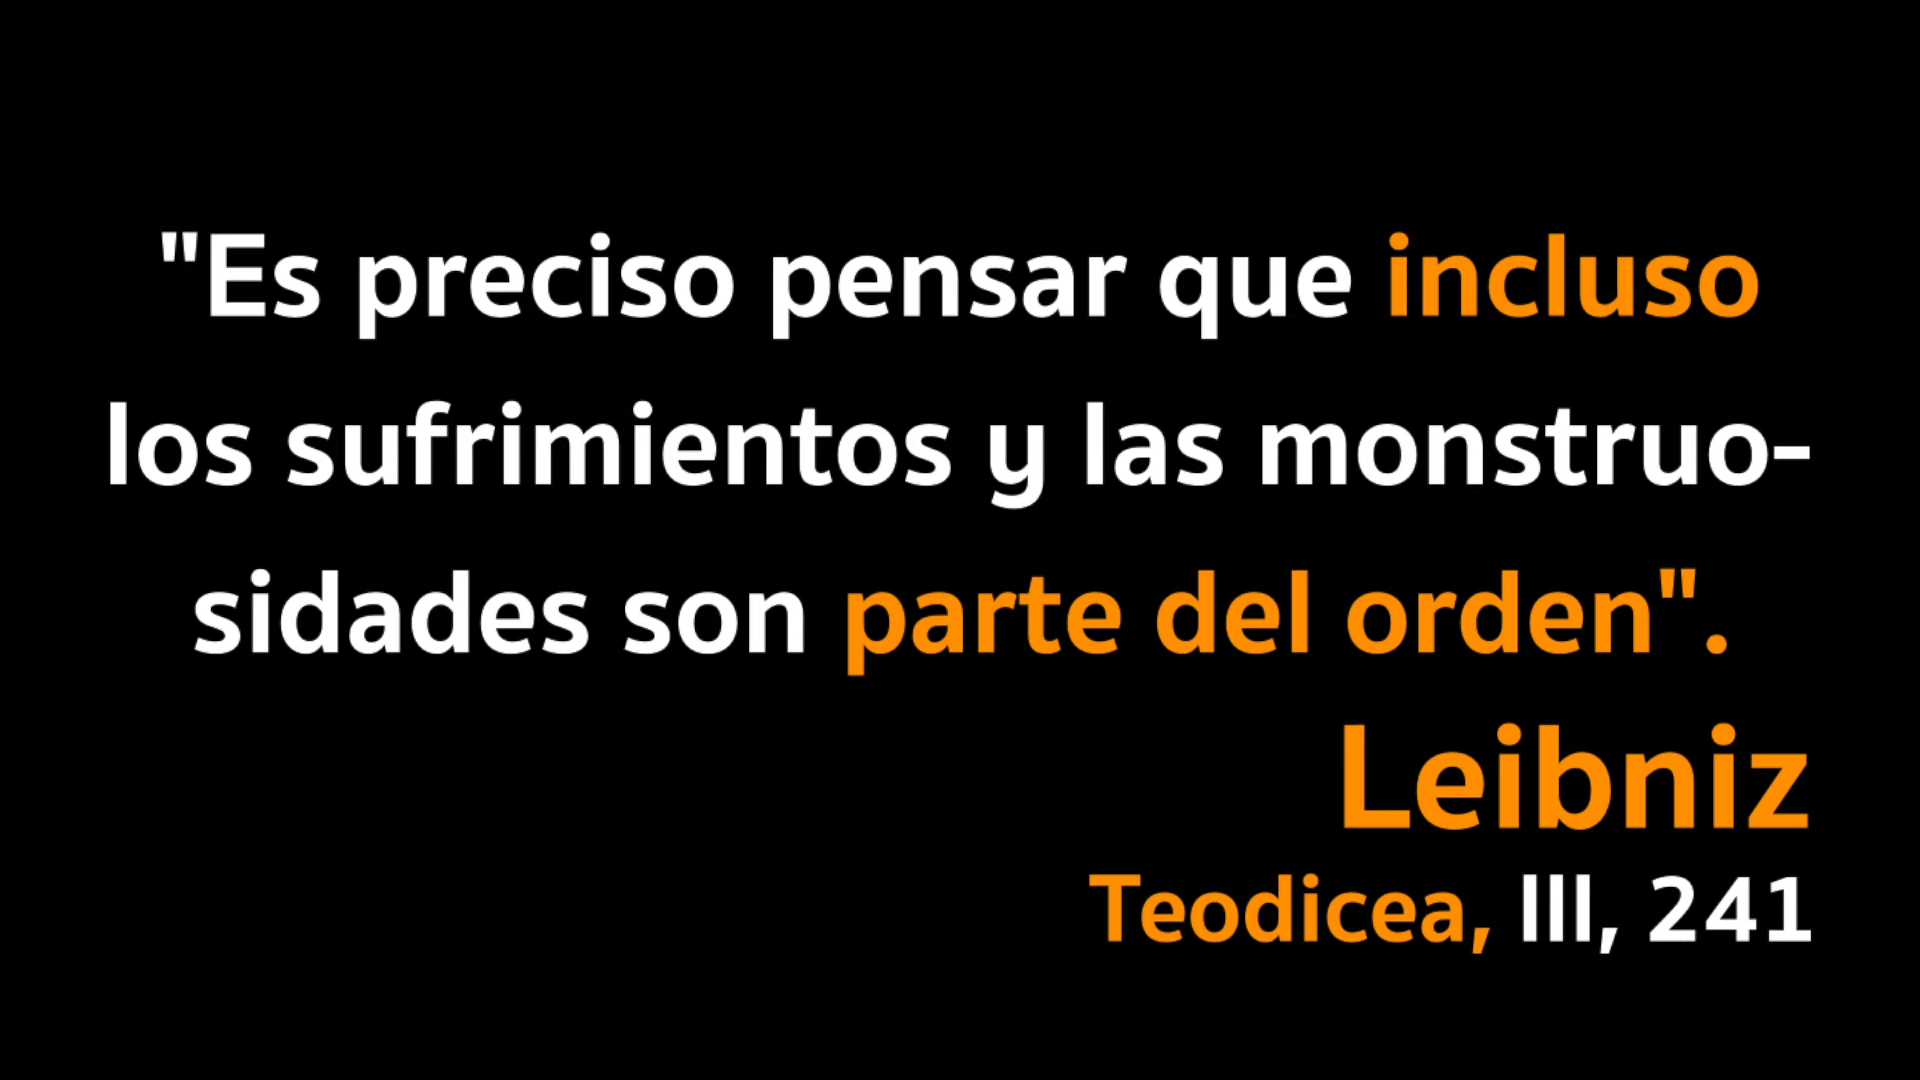 "Es preciso pensar que incluso
los sufrimientos y las monstruo-
sidades son parte del orden".
Leibniz
Teodicea, III, 241